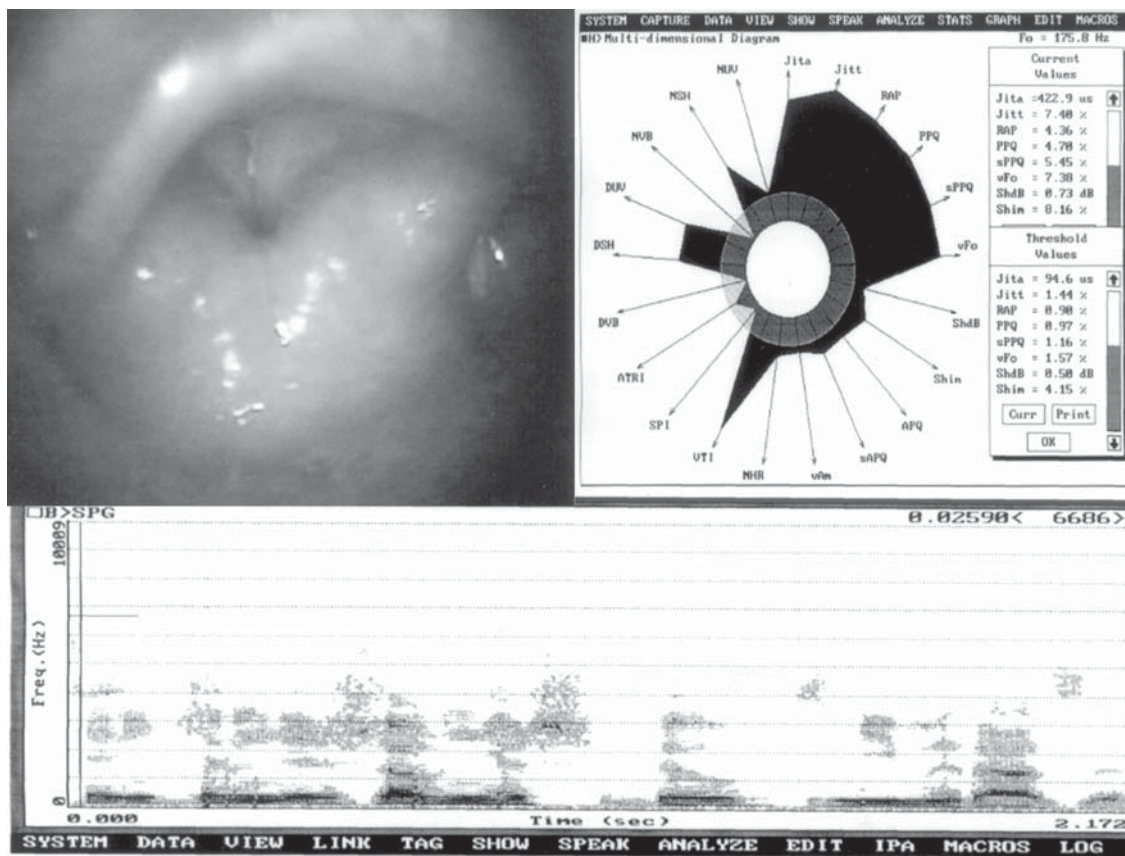 SYSTEM CAPTURE DATA VIEW SHOW SPEAK ANALYZE STATS GRAPH EDIT MACROS
#H>Multi-dimensional Diagram
Fo = 175.8 Hz
Jita
Jitt
RAP
PPQ
sPPQ
vFo
ShdB
Shim
APQ
sAPQ
vAm
NHR
VTI
SPI
ATRI
DVB
DSH
DUV
NVB
NSH
NUV
Current
Values
Jita =422.9 us
Jitt = 7.40 %
RAP = 4.36 %
PPQ = 4.70 %
sPPQ = 5.45 %
vFo = 7.38 %
ShdB = 0.73 dB
Shim = 8.16 %
Threshold
Values
Jita = 94.6 us
Jitt = 1.44 %
RAP = 0.90 %
PPQ = 0.97 %
sPPQ = 1.16 %
vFo = 1.57 %
ShdB = 0.50 dB
Shim = 4.15 %
Curr Print
OK
B>SPG
0.02590< 6686>
10009
Freq.(Hz)
0
0.000 Time (sec) 2.172
SYSTEM DATA VIEW LINK TAG SHOW SPEAK ANALYZE EDIT IPA MACROS LOG